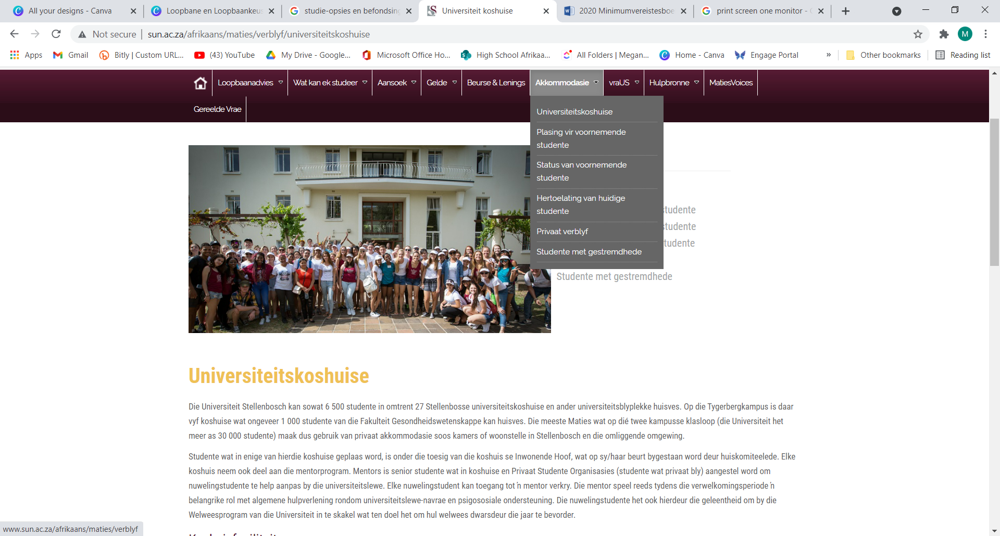 All your designs - Canva
Loopbane en Loopbaankeus
studie-opsies en befondsing
Universiteit koshuise
2020 Minimumvereistesboe
print screen one monitor - 
Not secure
sun.ac.za/afrikaans/maties/verblyf/universiteitskoshuise
M
Apps
Gmail
Bitly | Custom URL...
(43) YouTube
My Drive - Google...
Microsoft Office Ho...
High School Afrikaa...
All Folders | Megan...
Home - Canva
Engage Portal
»
Other bookmarks
Reading list
Loopbaanadvies
Wat kan ek studeer
Aansoek
Gelde
Beurse & Lenings
Akkommodasie
vraUS
Hulpbronne
MatiesVoices
Gereelde Vrae
Universiteitskoshuise
Plasing vir voornemende
studente
Status van voornemende
studente
Hertoelating van huidige
studente
Privaat verblyf
Studente met gestremdhede
studente
studente
tudente
Studente met gestremdhede
Universiteitskoshuise
Die Universiteit Stellenbosch kan sowat 6 500 studente in omtrent 27 Stellenbosse universiteitskoshuise en ander universiteitsblyplekke huisves. Op die Tygerbergkampus is daar
vyf koshuise wat ongeveer 1 000 studente van die Fakulteit Gesondheidswetenskappe kan huisves. Die meeste Maties wat op dié twee kampusse klasloop (die Universiteit het
meer as 30 000 studente) maak dus gebruik van privaat akkommodasie soos kamers of woonstelle in Stellenbosch en die omliggende omgewing.
Studente wat in enige van hierdie koshuise geplaas word, is onder die toesig van die koshuis se Inwonende Hoof, wat op sy/haar beurt bygestaan word deur huiskomiteelede. Elke
koshuis neem ook deel aan die mentorprogram. Mentors is senior studente wat in koshuise en Privaat Studente Organisasies (studente wat privaat bly) aangestel word om
nuwelingstudente te help aanpas by die universiteitslewe. Elke nuwelingstudent kan toegang tot ŉ mentor verkry. Die mentor speel reeds tydens die verwelkomingsperiode ŉ
belangrike rol met algemene hulpverlening rondom universiteitslewe-navrae en psigososiale ondersteuning. Die nuwelingstudente het ook hierdeur die geleentheid om by die
Welweesprogram van die Universiteit in te skakel wat ten doel het om hul welwees dwarsdeur die jaar te bevorder.
www.sun.ac.za/afrikaans/maties/verblyf